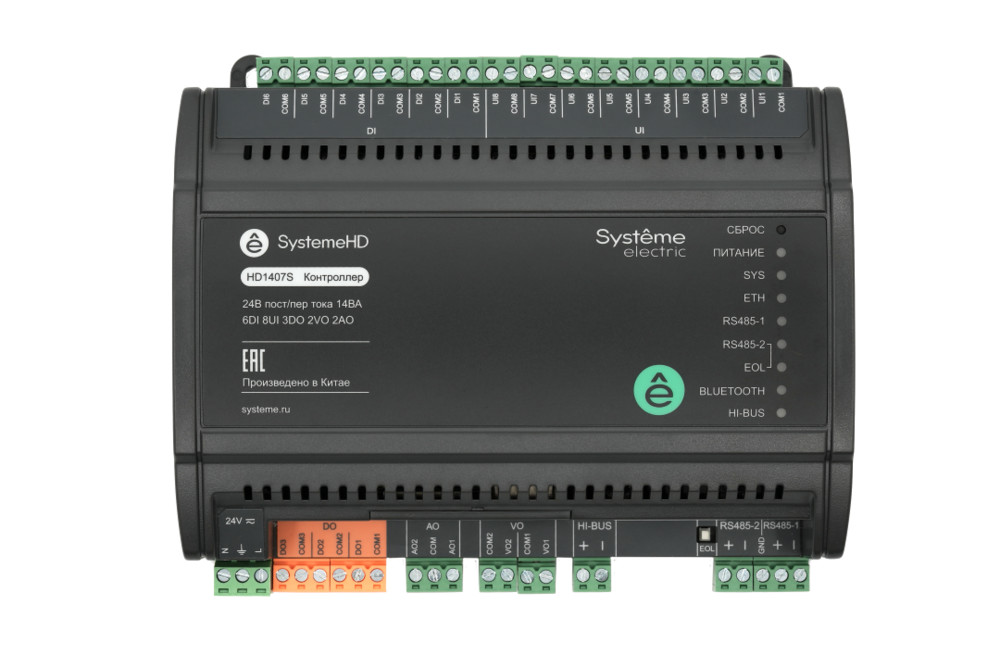 DI6 COM6 DI5 COM5 DI4 COM4 DI3 COM3 DI2 COM2 DI1 COM1 UI8 COM8 UI7 COM7 UI6 COM6 UI5 COM5 UI4 COM4 UI3 COM3 UI2 COM2 UI1 COM1
DI UI
ê SystemeHD
HD1407S Контроллер
24В пост/пер тока 14ВА
6DI 8UI 3DO 2VO 2AO
EAC
Произведено в Китае
systeme.ru
Système
electric
ê
СБРОС
ПИТАНИЕ
SYS
ETH
RS485-1
RS485-2
EOL
BLUETOOTH
HI-BUS
24V DO AO VO HI-BUS RS485-2 RS485-1
N L DO3 COM3 DO2 COM2 DO1 COM1 AO2 COM AO1 COM2 VO2 COM1 VO1 + − EOL + − GND + −